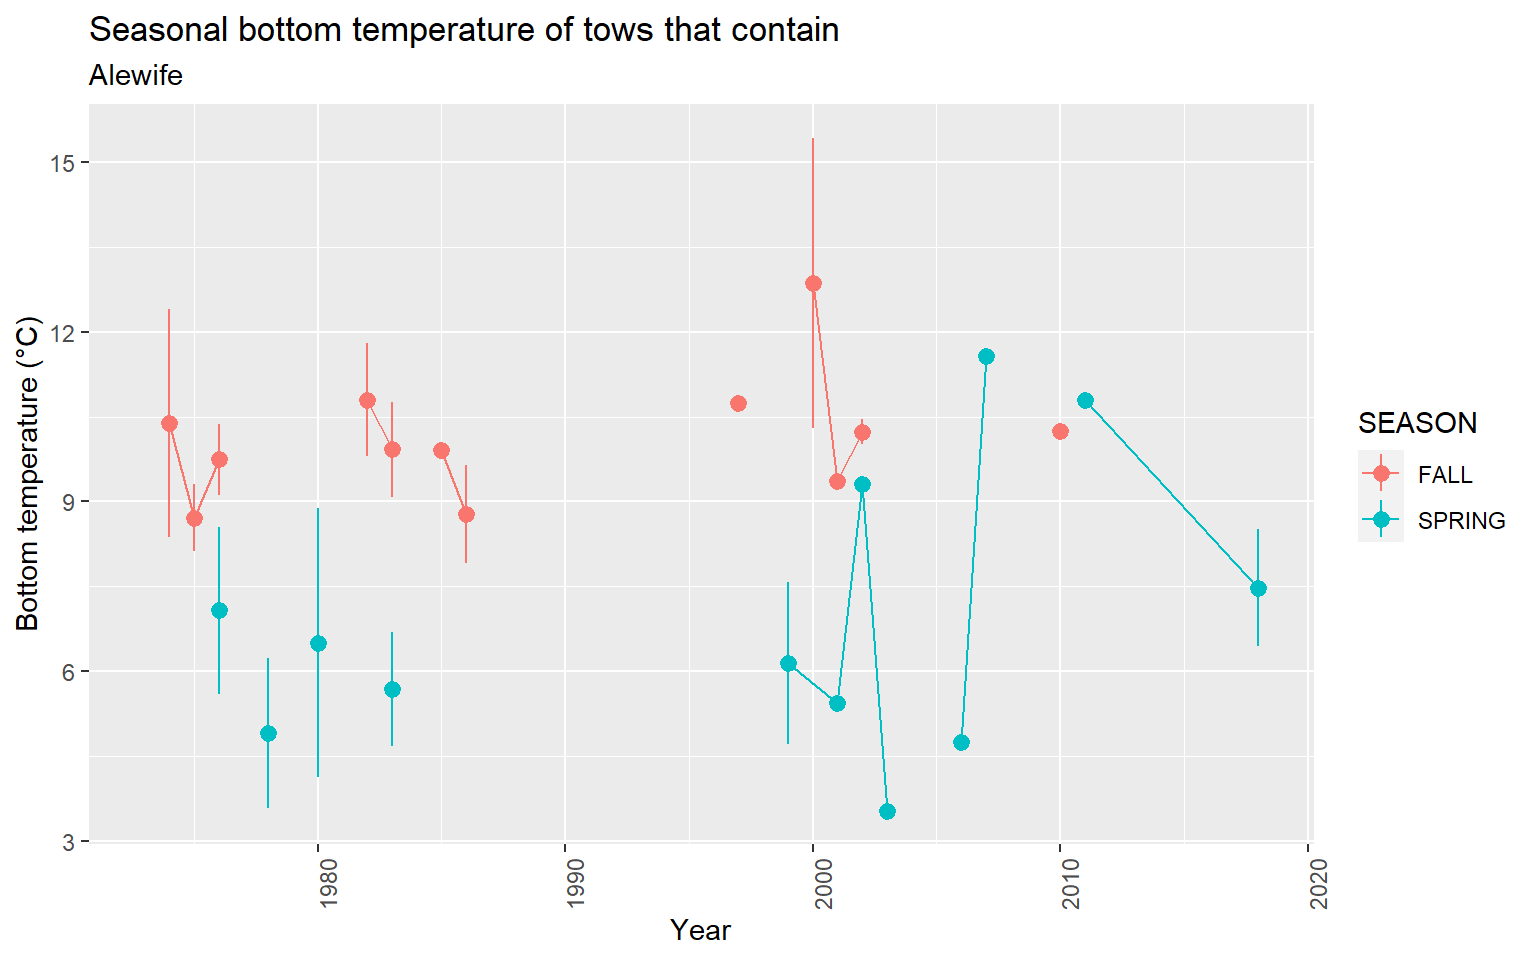 Seasonal bottom temperature of tows that contain
Alewife
Bottom temperature (°C)
15
12
9
6
3
1980
1990
2000
2010
2020
Year
SEASON
FALL
SPRING